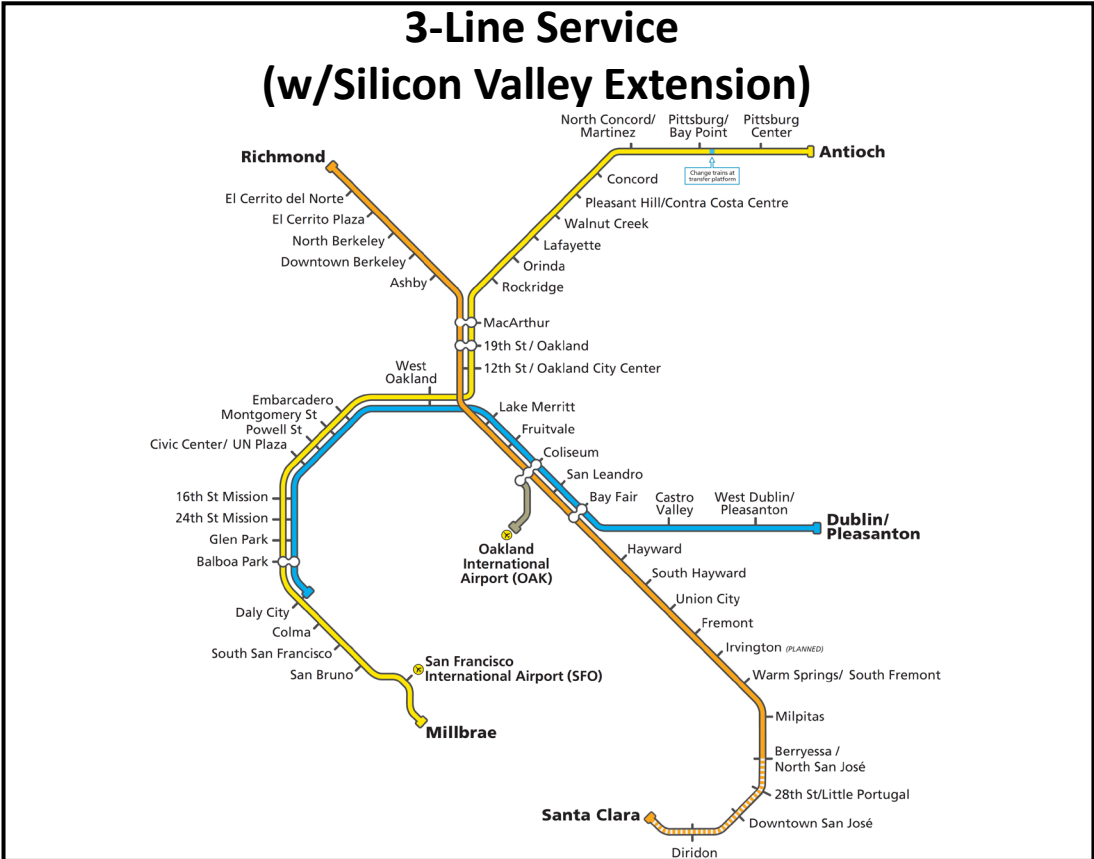 3-Line Service
(w/Silicon Valley Extension)
North Concord/
Martinez
Pittsburg/
Bay Point
Pittsburg
Center
Antioch
Change trains at
transfer platform
Richmond
Concord
El Cerrito del Norte
Pleasant Hill/Contra Costa Centre
El Cerrito Plaza
Walnut Creek
North Berkeley
Lafayette
Downtown Berkeley
Orinda
Ashby
Rockridge
MacArthur
19th St / Oakland
12th St / Oakland City Center
West
Oakland
Embarcadero
Montgomery St
Powell St
Civic Center/ UN Plaza
Lake Merritt
Fruitvale
Coliseum
San Leandro
Bay Fair
Castro
Valley
West Dublin/
Pleasanton
Dublin/
Pleasanton
16th St Mission
24th St Mission
Glen Park
Balboa Park
Oakland
International
Airport (OAK)
Hayward
South Hayward
Union City
Fremont
Irvington (PLANNED)
Warm Springs/ South Fremont
Daly City
Colma
South San Francisco
San Bruno
San Francisco
International Airport (SFO)
Millbrae
Milpitas
Berryessa /
North San José
28th St/Little Portugal
Downtown San José
Santa Clara
Diridon